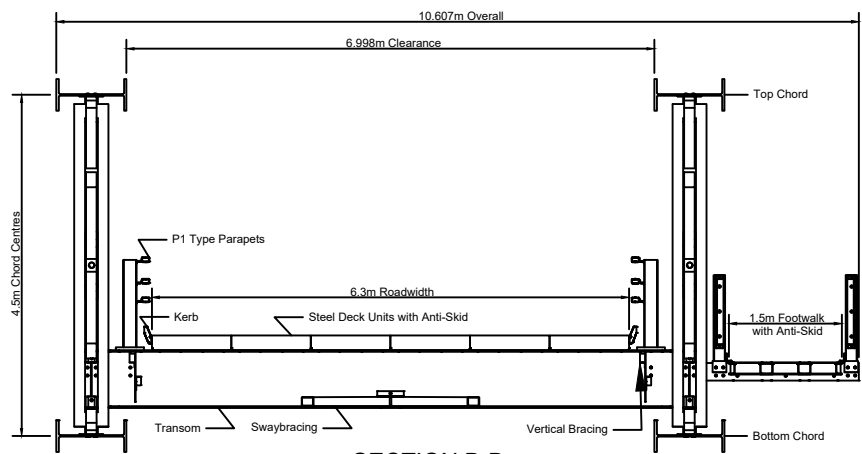 10.607m Overall
6.998m Clearance
Top Chord
4.5m Chord Centres
P1 Type Parapets
6.3m Roadwidth
Kerb
Steel Deck Units with Anti-Skid
1.5m Footwalk
with Anti-Skid
Transom
Swaybracing
Vertical Bracing
Bottom Chord